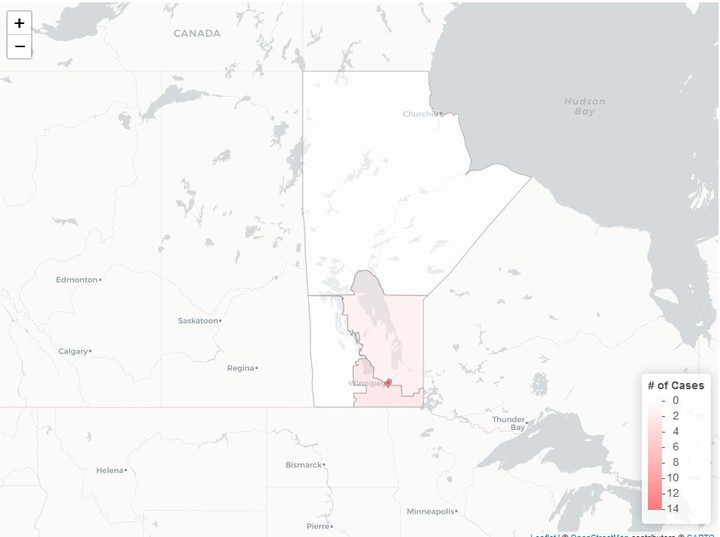 +
−
CANADA
Churchill
Hudson
Bay
Edmonton
Saskatoon
Calgary
Regina
Winnipeg
# of Cases
0
2
4
6
8
10
12
14
Thunder
Bay
Helena
Bismarck
Minneapolis
Pierre
Leaflet | © OpenStreetMap contributors © CARTO